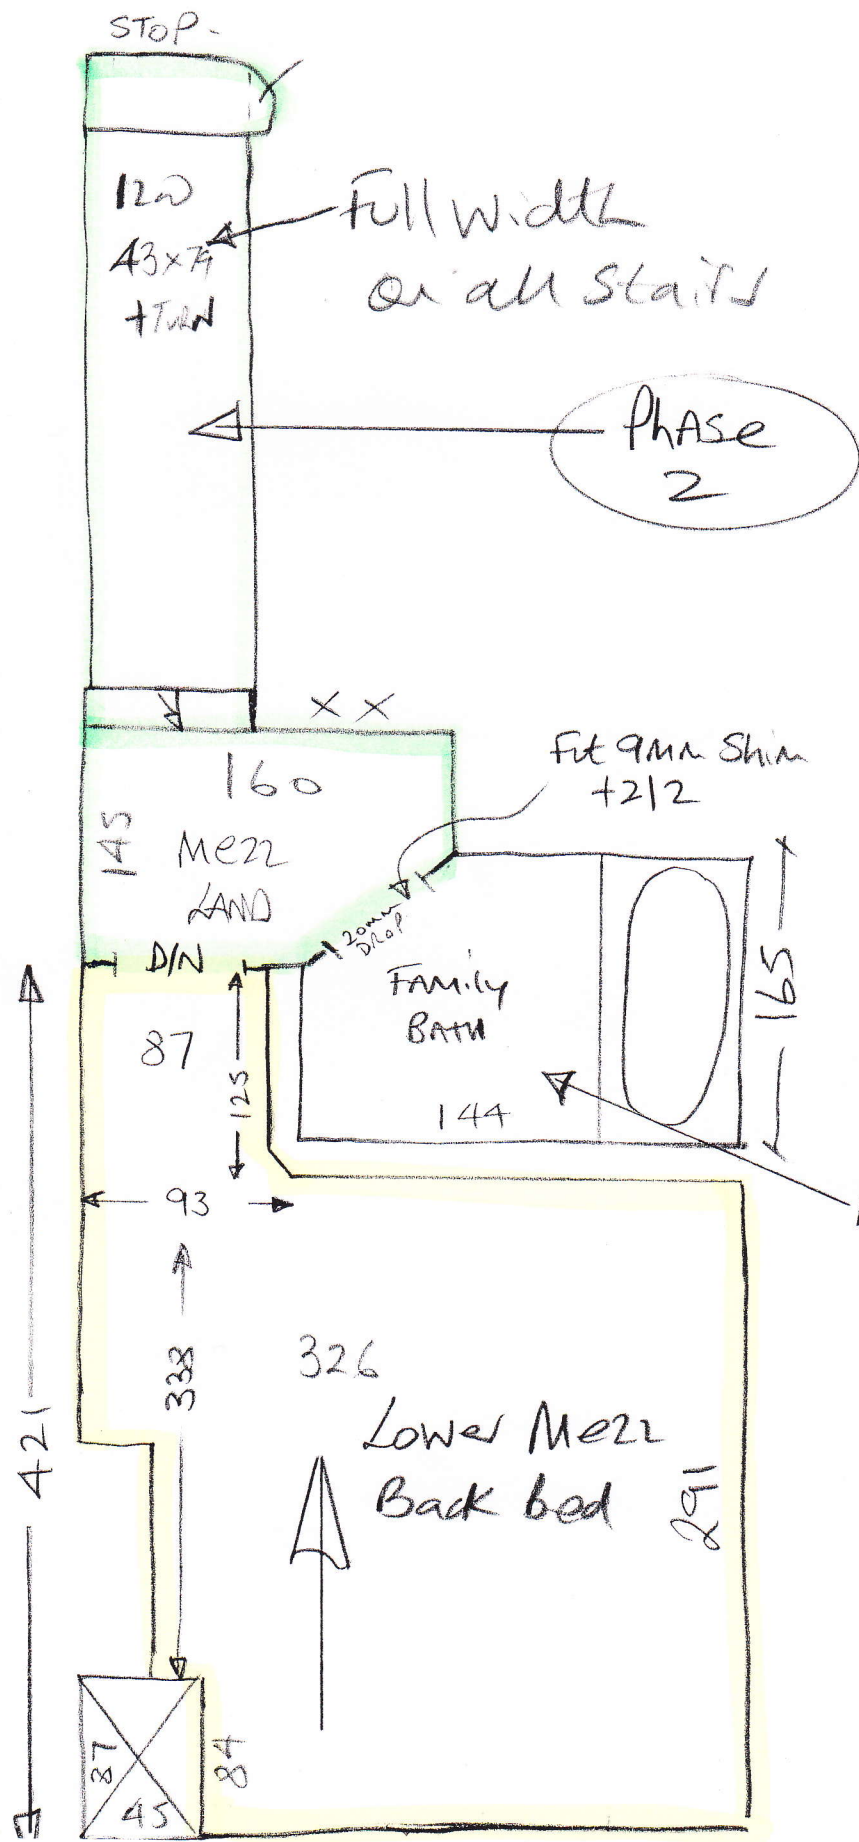 STOP-
Full width
on all stairs
43x79
+TURN
Phase
2
XX
Fit 9mm Shim
+212
160
145
Mezz
LAND
20mm
DROP
D/N
FAMILY
BATH
165
87
125
144
93
338
326
421
Lower Mezz
Back bed
291
87
84
45